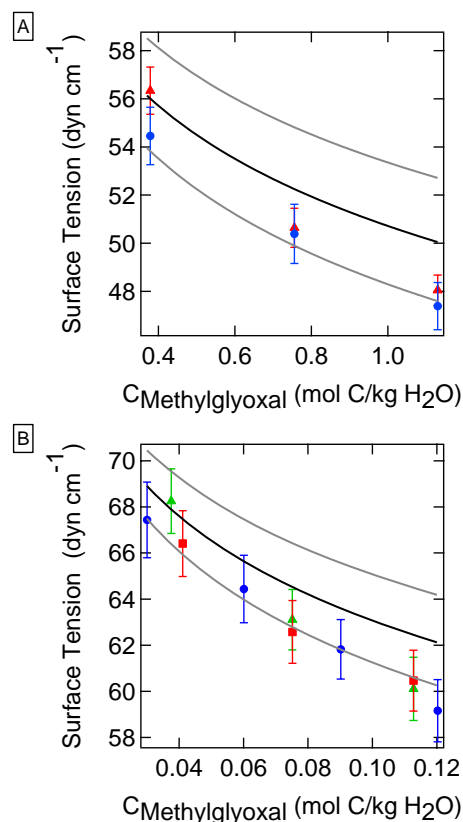 A
58
56
54
52
50
48
Surface Tension (dyn cm-1)
0.4 0.6 0.8 1.0
CMethylglyoxal (mol C/kg H2O)
B
70
68
66
64
62
60
58
Surface Tension (dyn cm-1)
0.04 0.06 0.08 0.10 0.12
CMethylglyoxal (mol C/kg H2O)